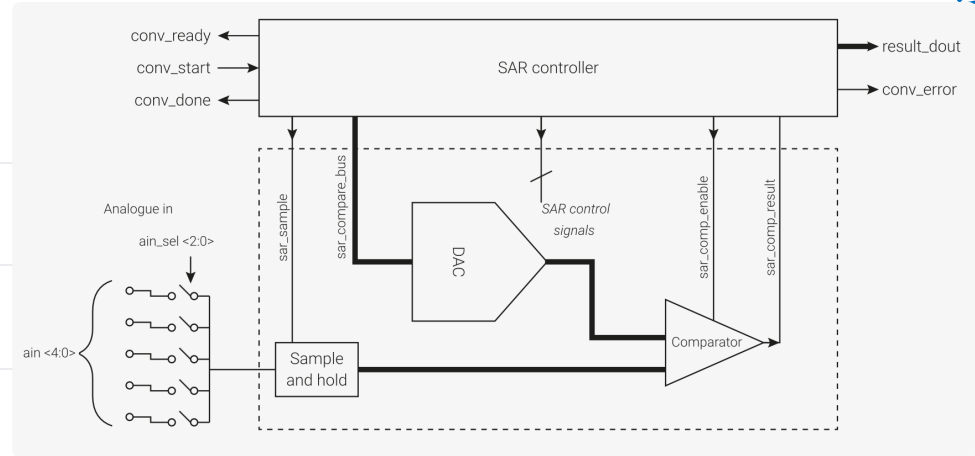 conv_ready
conv_start
conv_done
SAR controller
result_dout
conv_error
sar_sample
sar_compare_bus
SAR control
signals
sar_comp_enable
sar_comp_result
Analogue in
ain_sel <2:0>
DAC
ain <4:0>
Sample
and hold
Comparator